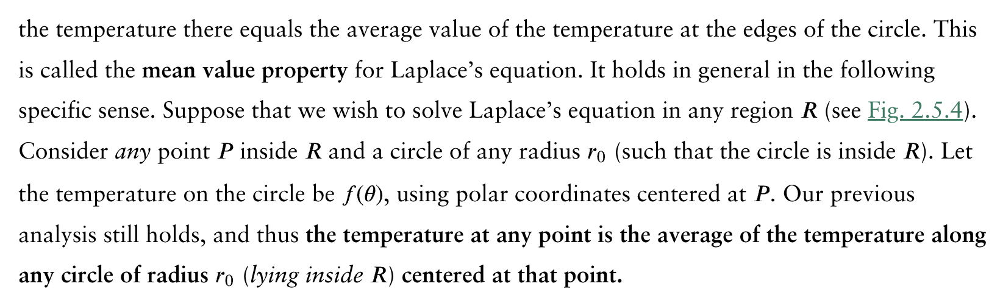 the temperature there equals the average value of the temperature at the edges of the circle. This
is called the mean value property for Laplace’s equation. It holds in general in the following
specific sense. Suppose that we wish to solve Laplace’s equation in any region R (see Fig. 2.5.4).
Consider any point P inside R and a circle of any radius r₀ (such that the circle is inside R). Let
the temperature on the circle be f(θ), using polar coordinates centered at P. Our previous
analysis still holds, and thus the temperature at any point is the average of the temperature along
any circle of radius r₀ (lying inside R) centered at that point.